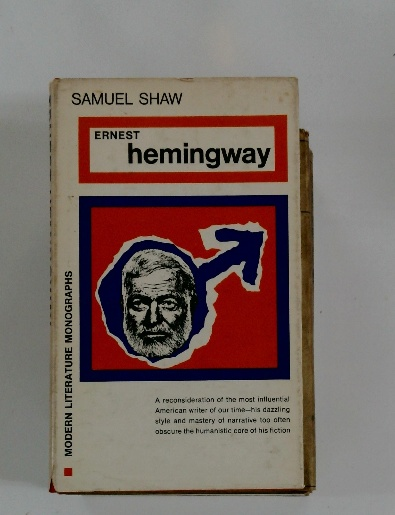 SAMUEL SHAW
ERNEST
hemingway
MODERN LITERATURE MONOGRAPHS
A reconsideration of the most influential
American writer of our time—his dazzling
style and mastery of narrative too often
obscure the humanistic core of his fiction